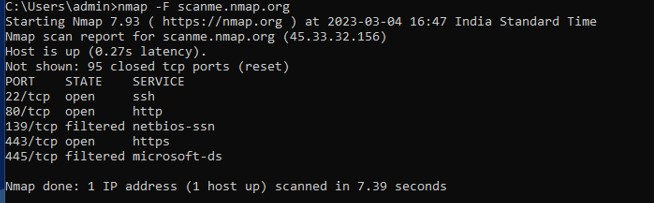 C:\Users\admin>nmap -F scanme.nmap.org
Starting Nmap 7.93 ( https://nmap.org ) at 2023-03-04 16:47 India Standard Time
Nmap scan report for scanme.nmap.org (45.33.32.156)
Host is up (0.27s latency).
Not shown: 95 closed tcp ports (reset)
PORT    STATE    SERVICE
22/tcp  open     ssh
80/tcp  open     http
139/tcp filtered netbios-ssn
443/tcp open     https
445/tcp filtered microsoft-ds
Nmap done: 1 IP address (1 host up) scanned in 7.39 seconds